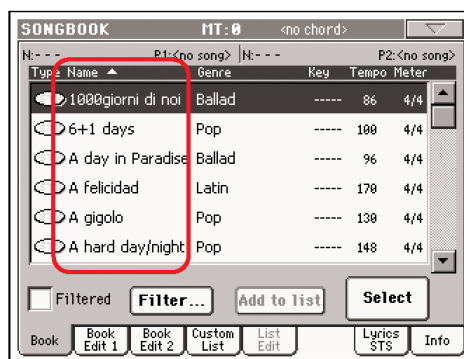 SONGBOOK MT:0 <no chord>
N:--- P1:<no song> N:--- P2:<no song>
Type Name Genre Key Tempo Meter
1000giorni di noi Ballad ----- 86 4/4
6+1 days Pop ----- 100 4/4
A day in Paradise Ballad ----- 96 4/4
A felicidad Latin ----- 170 4/4
A gigolo Pop ----- 130 4/4
A hard day/night Pop ----- 148 4/4
Filtered Filter... Add to list Select
Book Book Edit 1 Book Edit 2 Custom List List Edit Lyrics STS Info